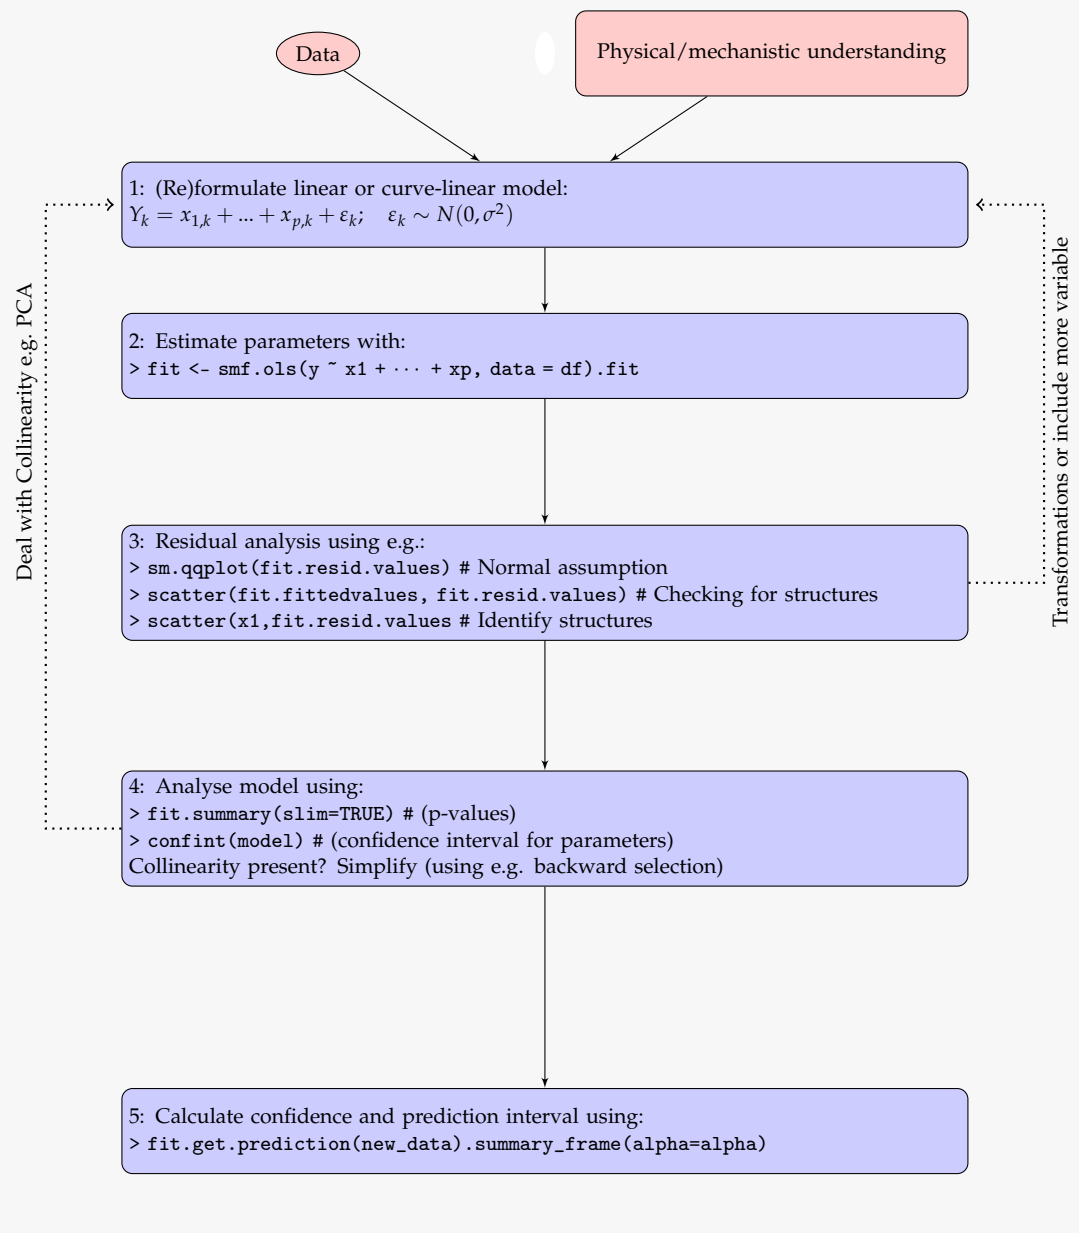 Data
Physical/mechanistic understanding
1: (Re)formulate linear or curve-linear model:
Yₖ = x₁,ₖ + ... + xₚ,ₖ + εₖ; εₖ ∼ N(0, σ²)
2: Estimate parameters with:
> fit <- smf.ols(y ~ x1 + ··· + xp, data = df).fit
3: Residual analysis using e.g.:
> sm.qqplot(fit.resid.values) # Normal assumption
> scatter(fit.fittedvalues, fit.resid.values) # Checking for structures
> scatter(x1,fit.resid.values # Identify structures
4: Analyse model using:
> fit.summary(slim=TRUE) # (p-values)
> confint(model) # (confidence interval for parameters)
Collinearity present? Simplify (using e.g. backward selection)
5: Calculate confidence and prediction interval using:
> fit.get.prediction(new_data).summary_frame(alpha=alpha)
Deal with Collinearity e.g. PCA
Transformations or include more variable